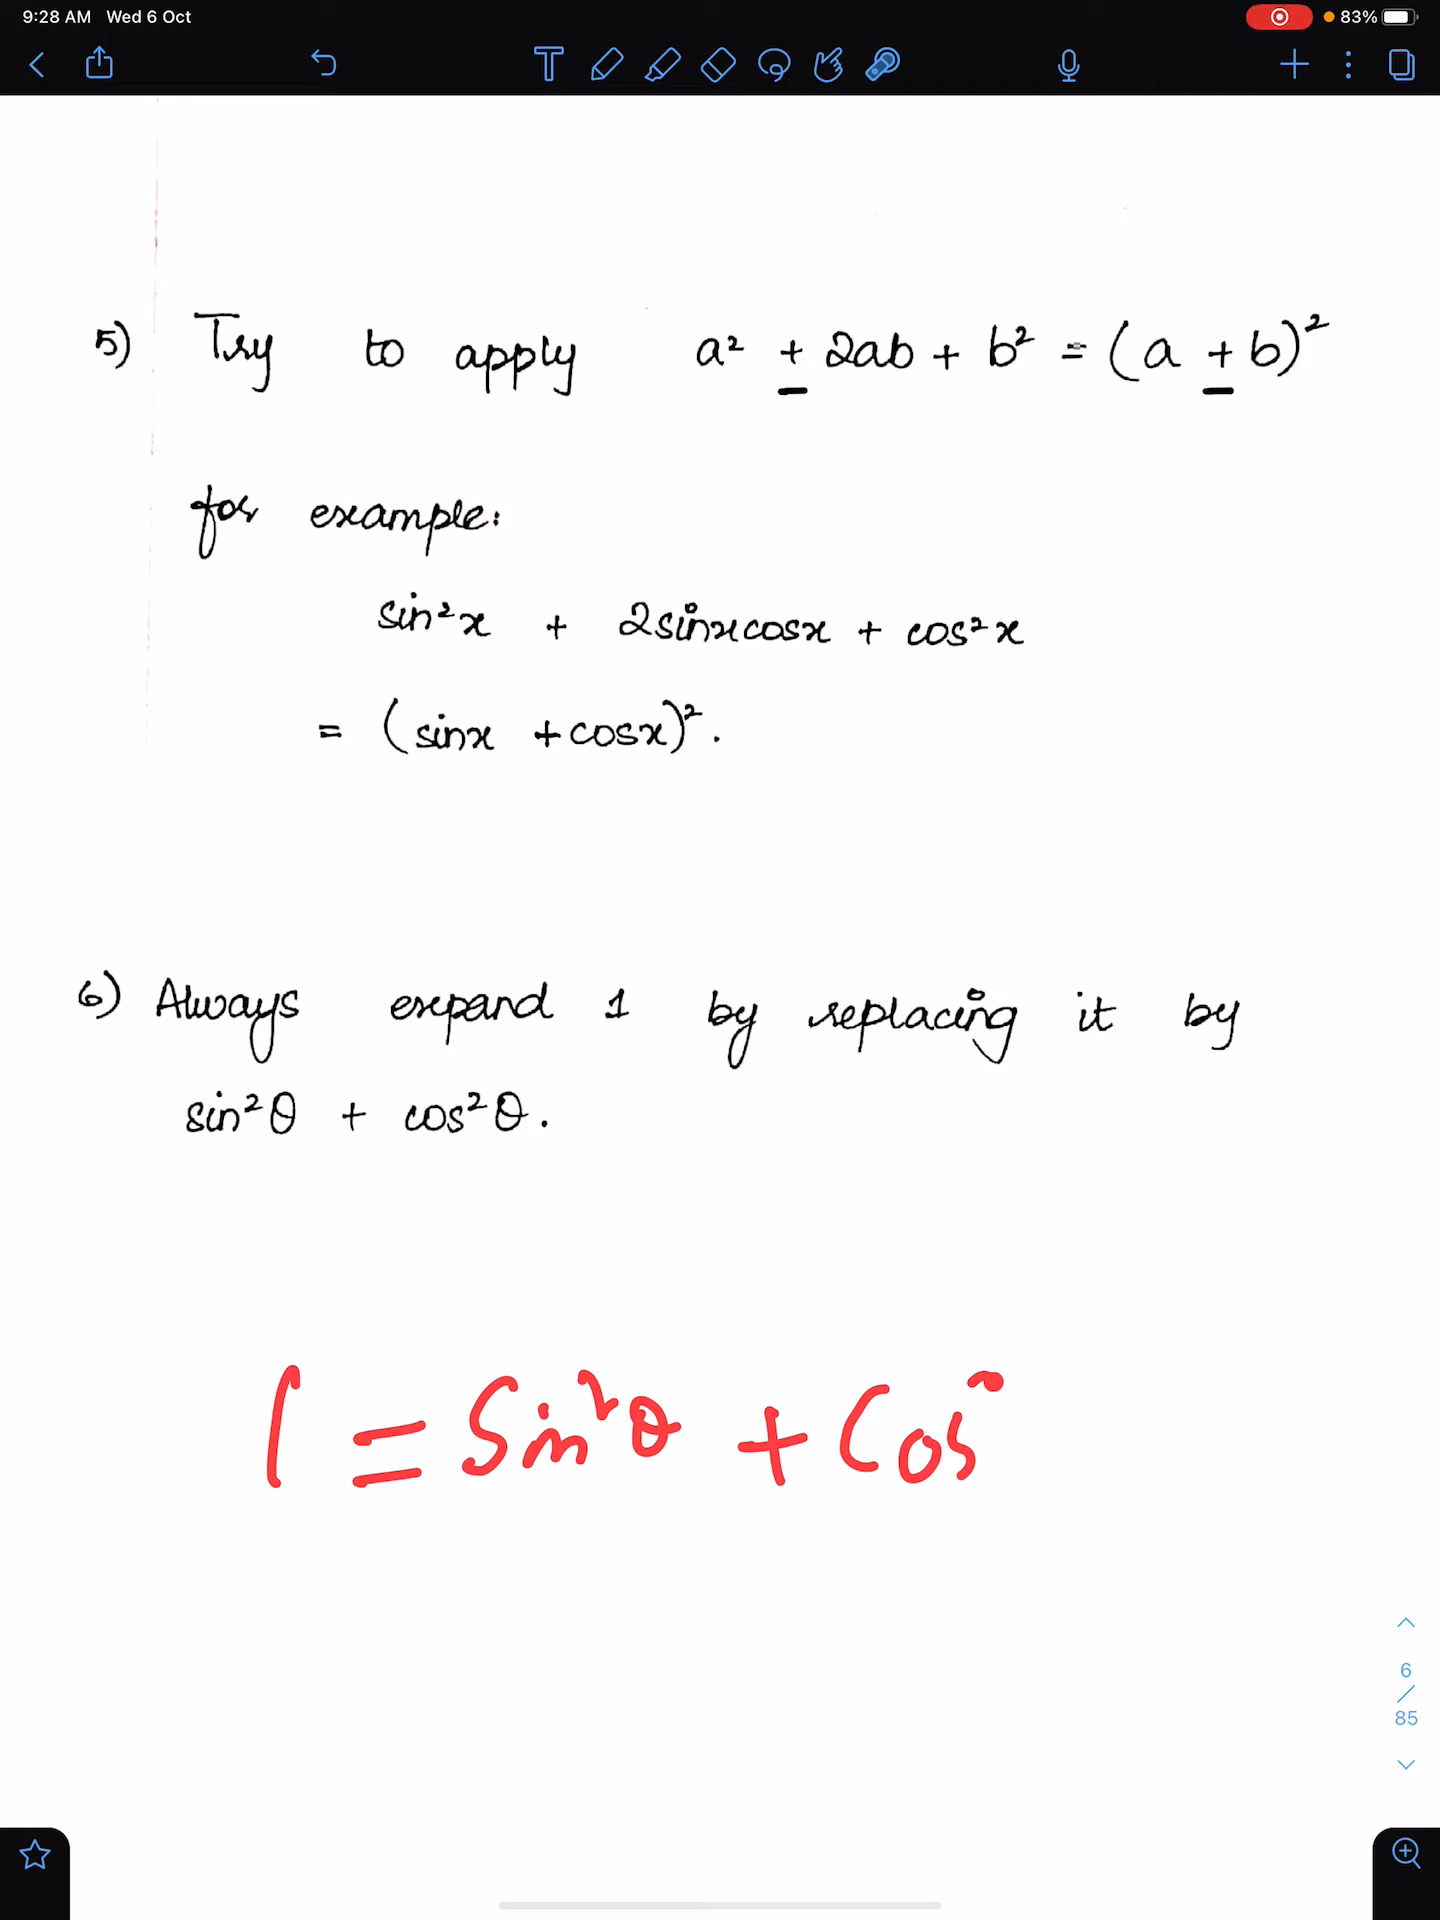 9:28 AM Wed 6 Oct 83%
5) Try to apply a² ± 2ab + b² = (a ± b)²
for example:
sin²x + 2sinxcosx + cos²x
= (sinx + cosx)².
6) Always expand 1 by replacing it by
sin²θ + cos²θ.
1 = Sin²θ + Cos
6
/
85